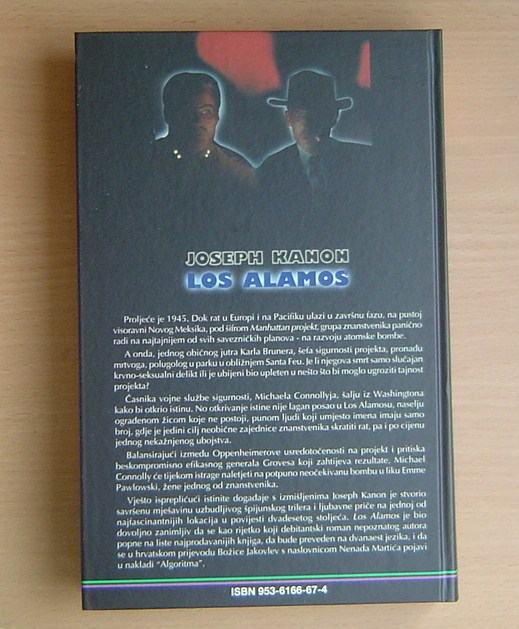 JOSEPH KANON
LOS ALAMOS
Proljeće je 1945. Dok rat u Europi i na Pacifiku ulazi u završnu fazu, na pustoj
visoravni Novog Meksika, pod šifrom Manhattan projekt, grupa znanstvenika panično
radi na najtajnijem od svih savezničkih planova - na razvoju atomske bombe.
A onda, jednog običnog jutra Karla Brunera, šefa sigurnosti projekta, pronađu
mrtvoga, polugolog u parku u obližnjem Santa Feu. Je li njegova smrt samo slučajan
krvno-seksualni delikt ili je ubijeni bio upleten u nešto što bi moglo ugroziti tajnost
projekta?
Časnika vojne službe sigurnosti, Michaela Connollyja, šalju iz Washingtona
kako bi otkrio istinu. No otkrivanje istine nije lagan posao u Los Alamosu, naselju
ograđenom žicom koje ne postoji, punom ljudi koji umjesto imena imaju samo
broj, gdje je jedini cilj neobične zajednice znanstvenika skratiti rat, pa i po cijenu
jednog nekažnjenog ubojstva.
Balansirajući između Oppenheimerove usredotočenosti na projekt i pritiska
beskompromisno efikasnog generala Grovesa koji zahtijeva rezultate, Michael
Connolly će tijekom istrage naletjeti na potpuno neočekivanu bombu u liku Emme
Pawlowski, žene jednog od znanstvenika.
Vješto isprepličući istinite događaje s izmišljenima Joseph Kanon je stvorio
savršenu mješavinu uzbudljivog špijunskog trilera i ljubavne priče na jednoj od
najfascinantnijih lokacija u povijesti dvadesetog stoljeća. Los Alamos je bio
dovoljno zanimljiv da se kao rijetko koji debitantski roman nepoznatog autora
popne na liste najprodavanijih knjiga, da bude preveden na dvanaest jezika, i da
se u hrvatskom prijevodu Božice Jakovlev s naslovnicom Nenada Martića pojavi
u nakladi "Algoritma".
ISBN 953-6166-67-4